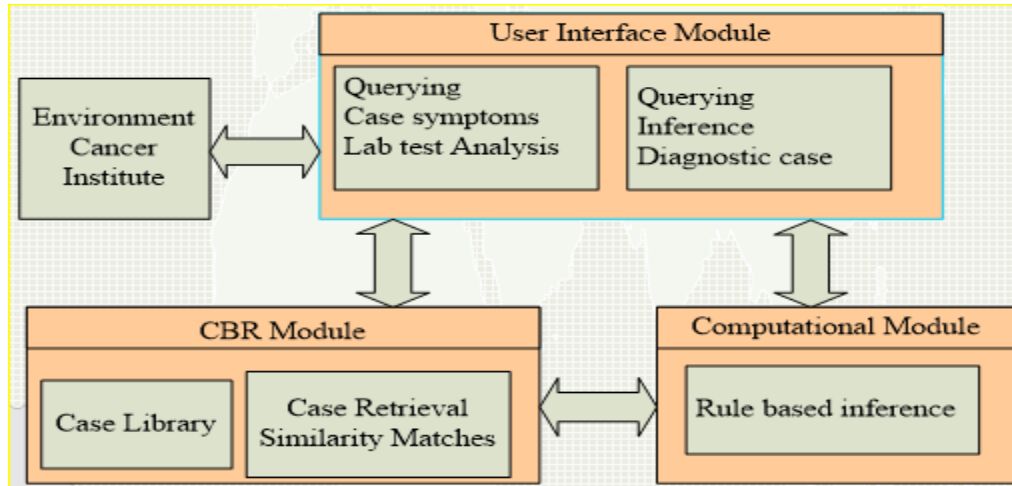 User Interface Module
Environment
Cancer
Institute
Querying
Case symptoms
Lab test Analysis
Querying
Inference
Diagnostic case
CBR Module
Case Library
Case Retrieval
Similarity Matches
Computational Module
Rule based inference